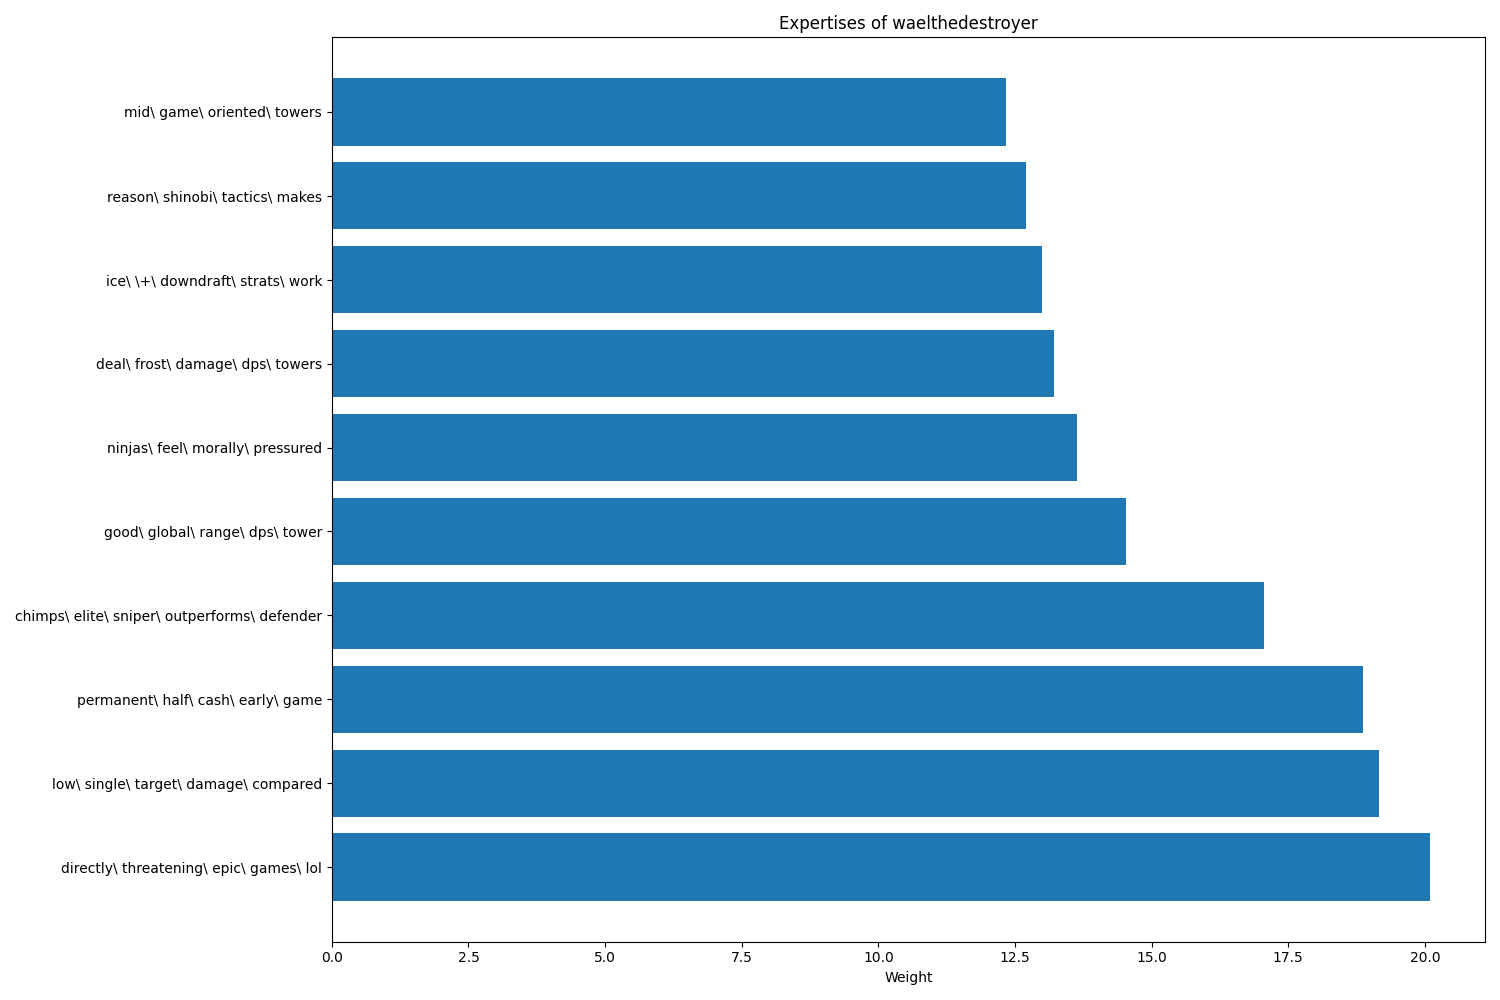 Expertises of waelthedestroyer
mid\ game\ oriented\ towers
reason\ shinobi\ tactics\ makes
ice\ \+\ downdraft\ strats\ work
deal\ frost\ damage\ dps\ towers
ninjas\ feel\ morally\ pressured
good\ global\ range\ dps\ tower
chimps\ elite\ sniper\ outperforms\ defender
permanent\ half\ cash\ early\ game
low\ single\ target\ damage\ compared
directly\ threatening\ epic\ games\ lol
0.0 2.5 5.0 7.5 10.0 12.5 15.0 17.5 20.0
Weight